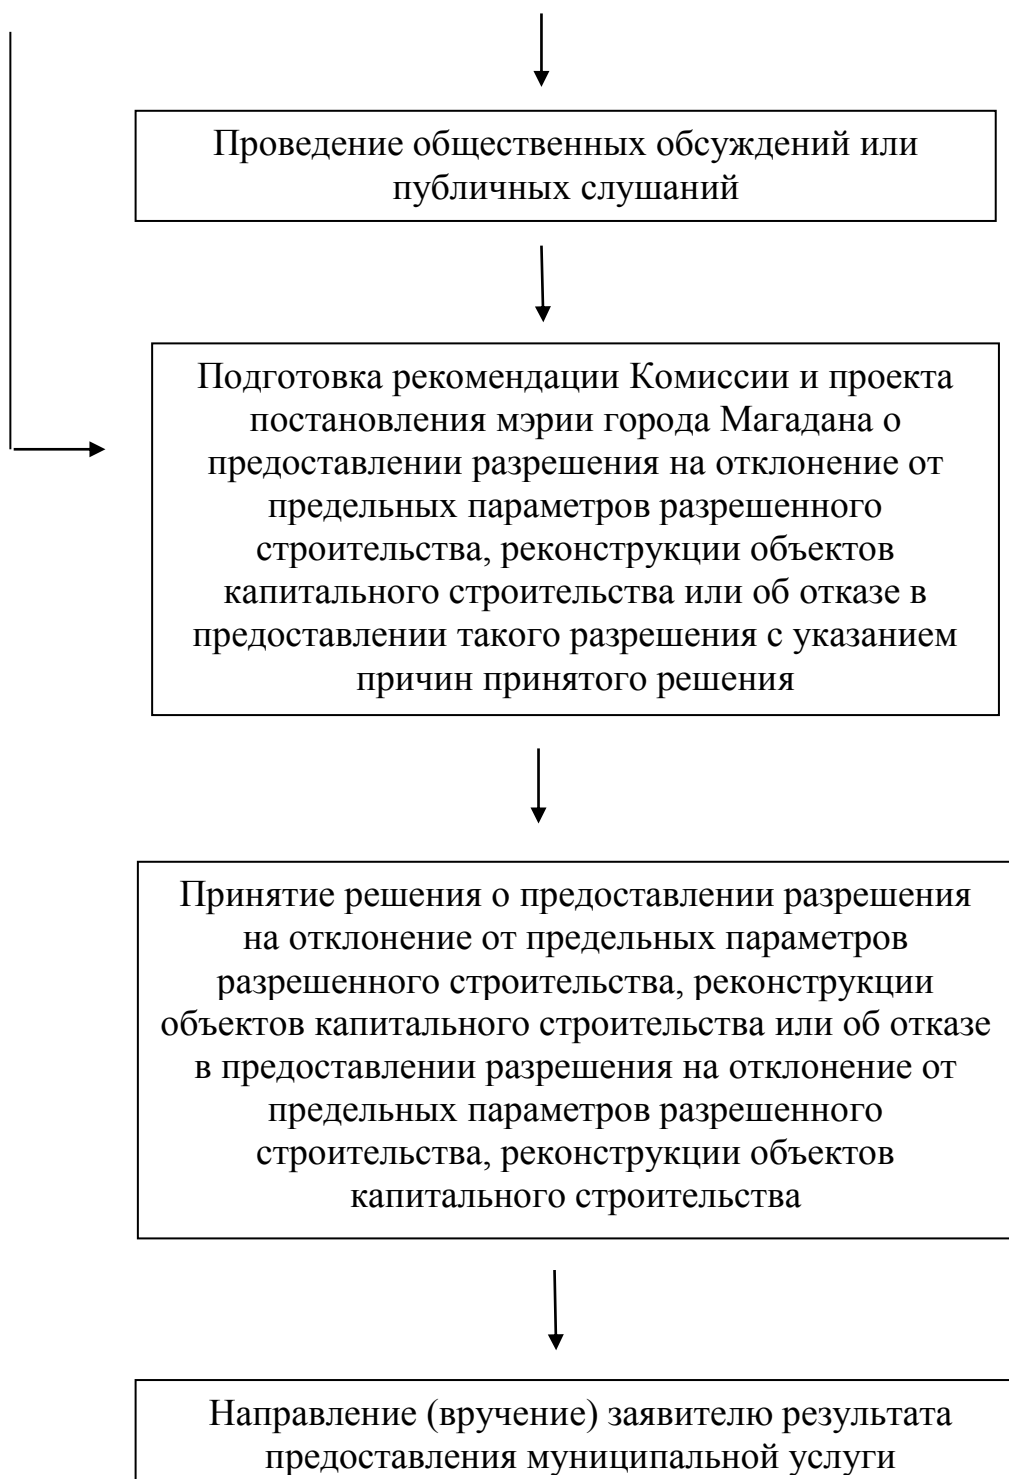 Проведение общественных обсуждений или
публичных слушаний
Подготовка рекомендации Комиссии и проекта
постановления мэрии города Магадана о
предоставлении разрешения на отклонение от
предельных параметров разрешенного
строительства, реконструкции объектов
капитального строительства или об отказе в
предоставлении такого разрешения с указанием
причин принятого решения
Принятие решения о предоставлении разрешения
на отклонение от предельных параметров
разрешенного строительства, реконструкции
объектов капитального строительства или об отказе
в предоставлении разрешения на отклонение от
предельных параметров разрешенного
строительства, реконструкции объектов
капитального строительства
Направление (вручение) заявителю результата
предоставления муниципальной услуги